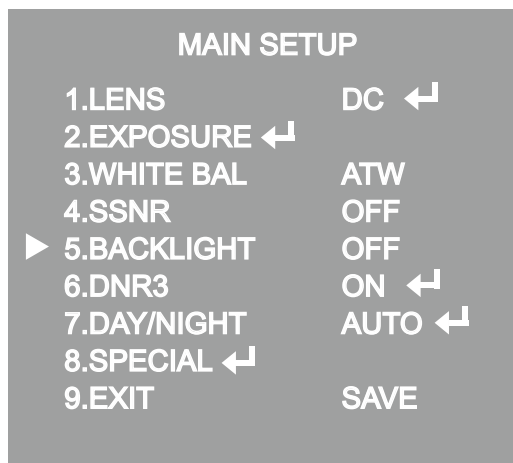 MAIN SETUP
1.LENS DC ↵
2.EXPOSURE ↵
3.WHITE BAL ATW
4.SSNR OFF
▶ 5.BACKLIGHT OFF
6.DNR3 ON ↵
7.DAY/NIGHT AUTO ↵
8.SPECIAL ↵
9.EXIT SAVE